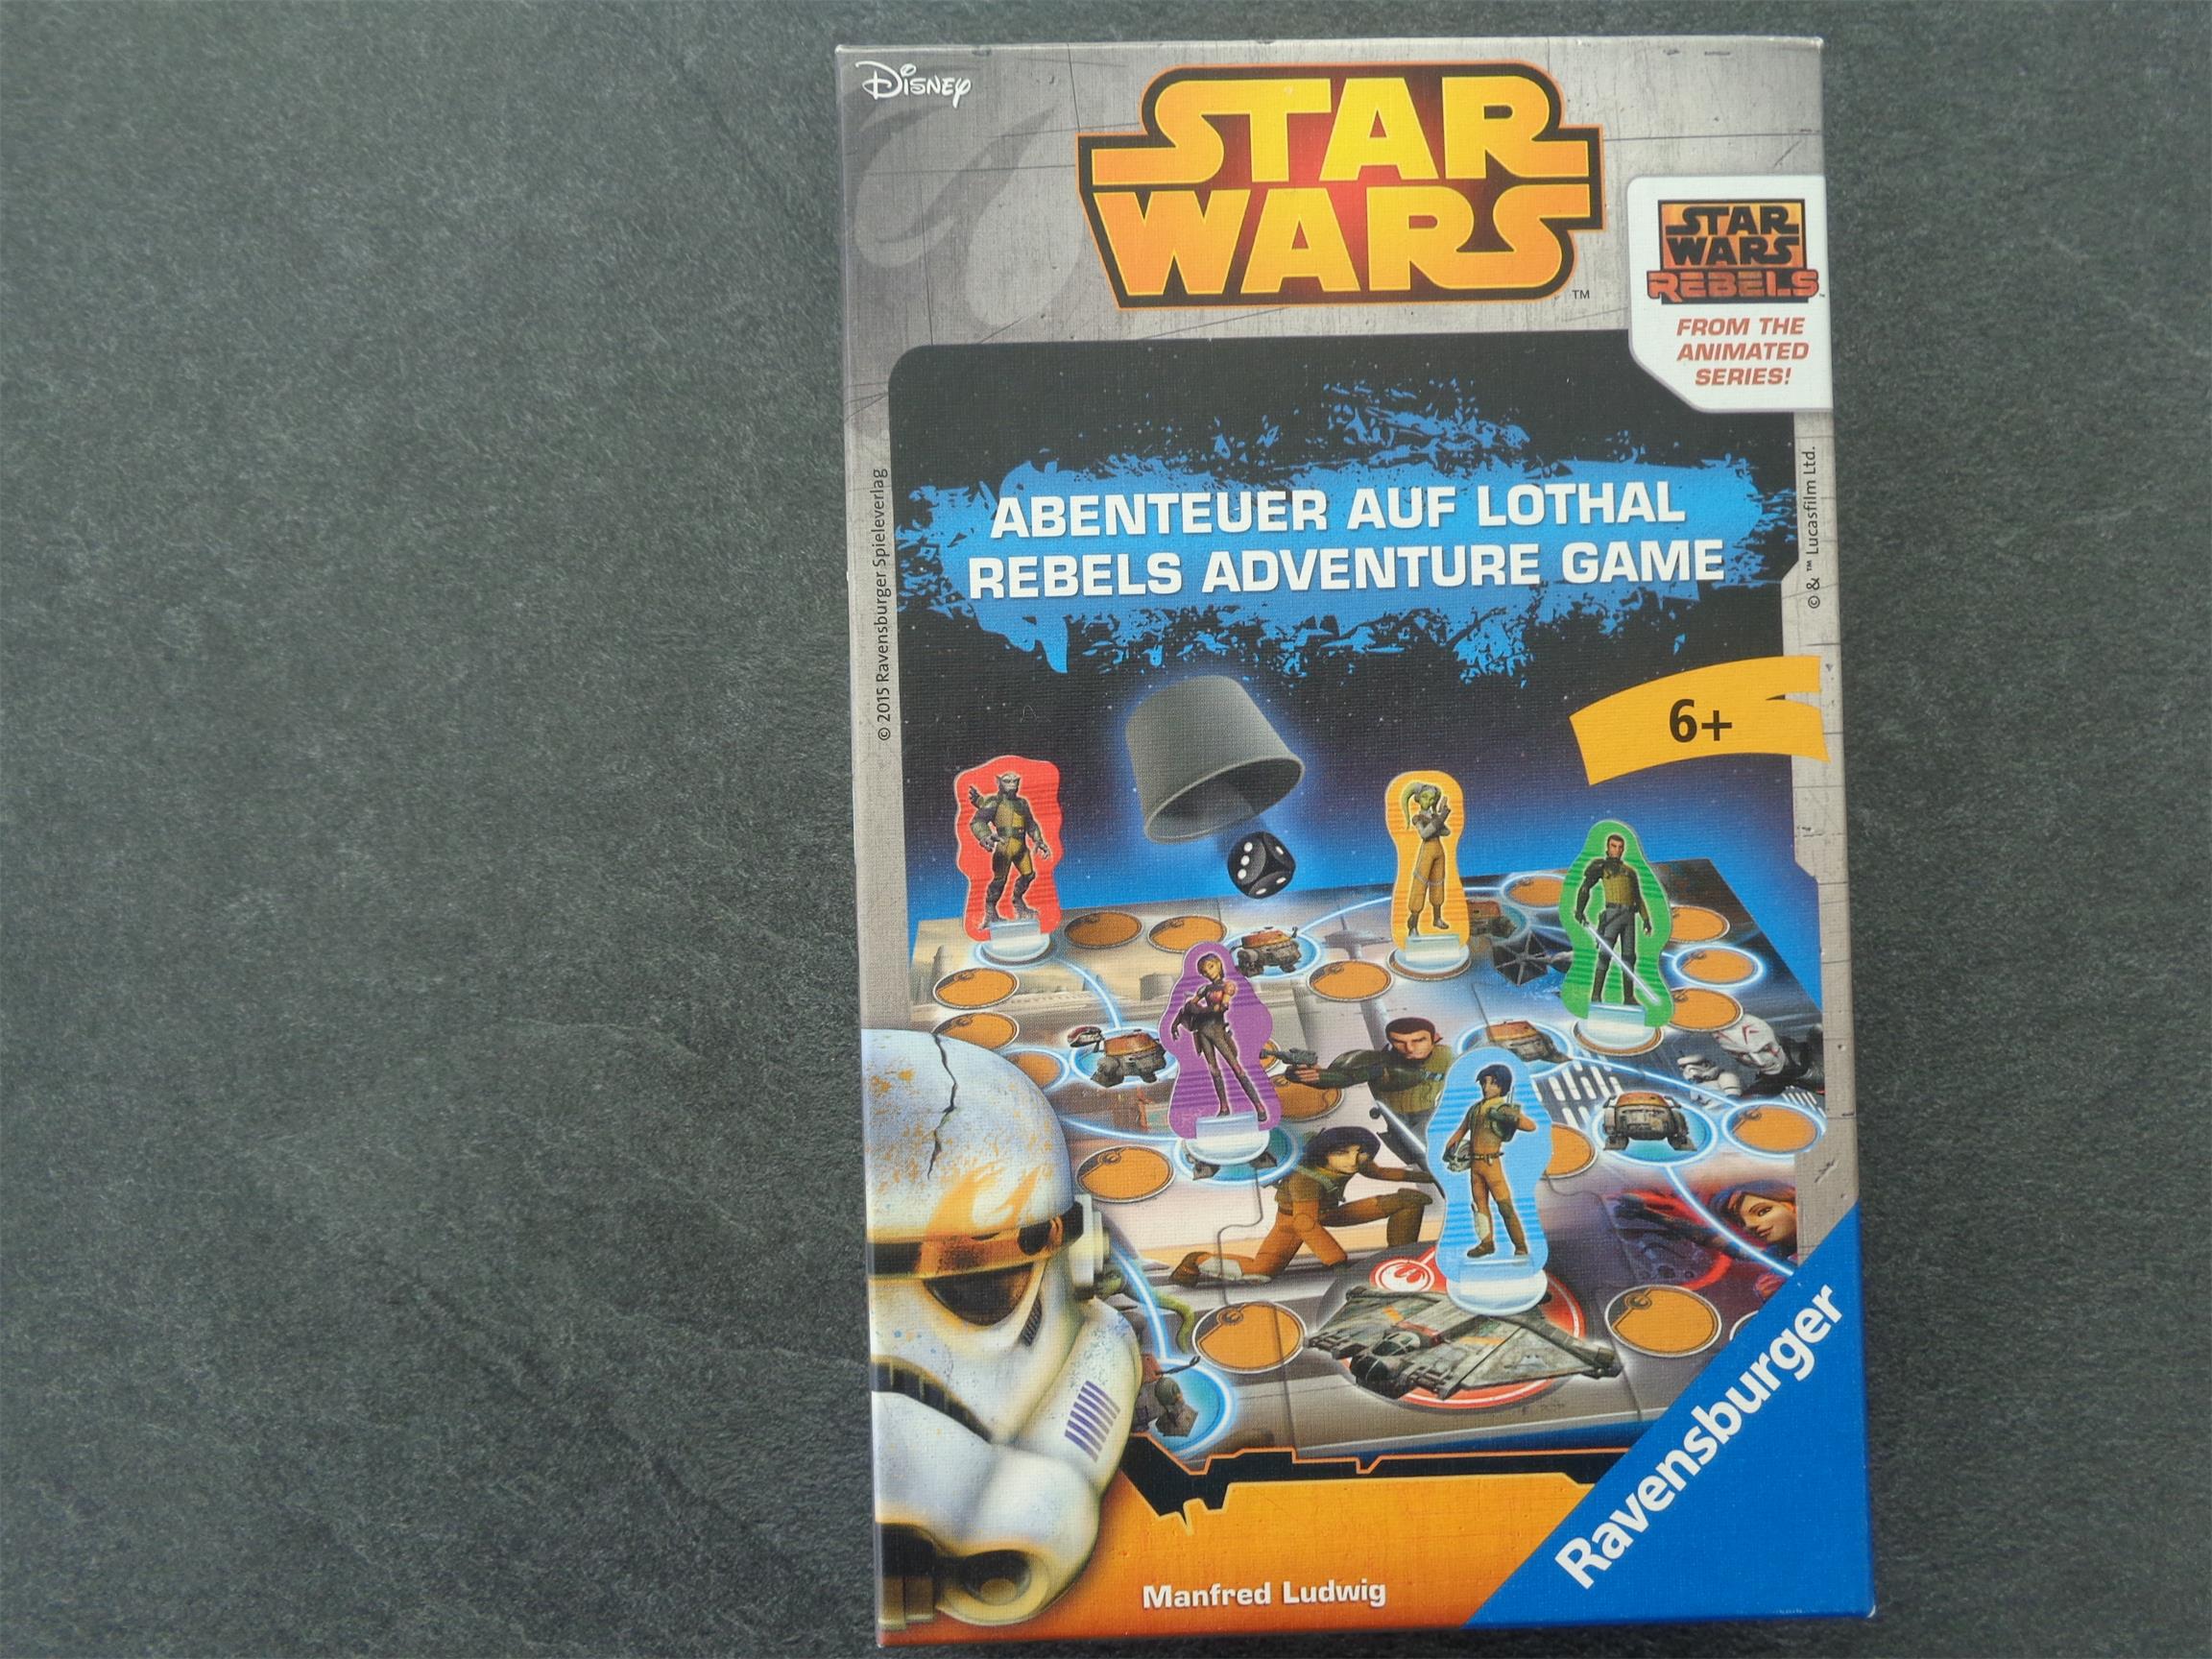 Disney
STAR
WARS
™
STAR
WARS
REBELS
FROM THE
ANIMATED
SERIES!
© 2015 Ravensburger Spieleverlag
© & ™ Lucasfilm Ltd.
ABENTEUER AUF LOTHAL
REBELS ADVENTURE GAME
6+
Ravensburger
Manfred Ludwig